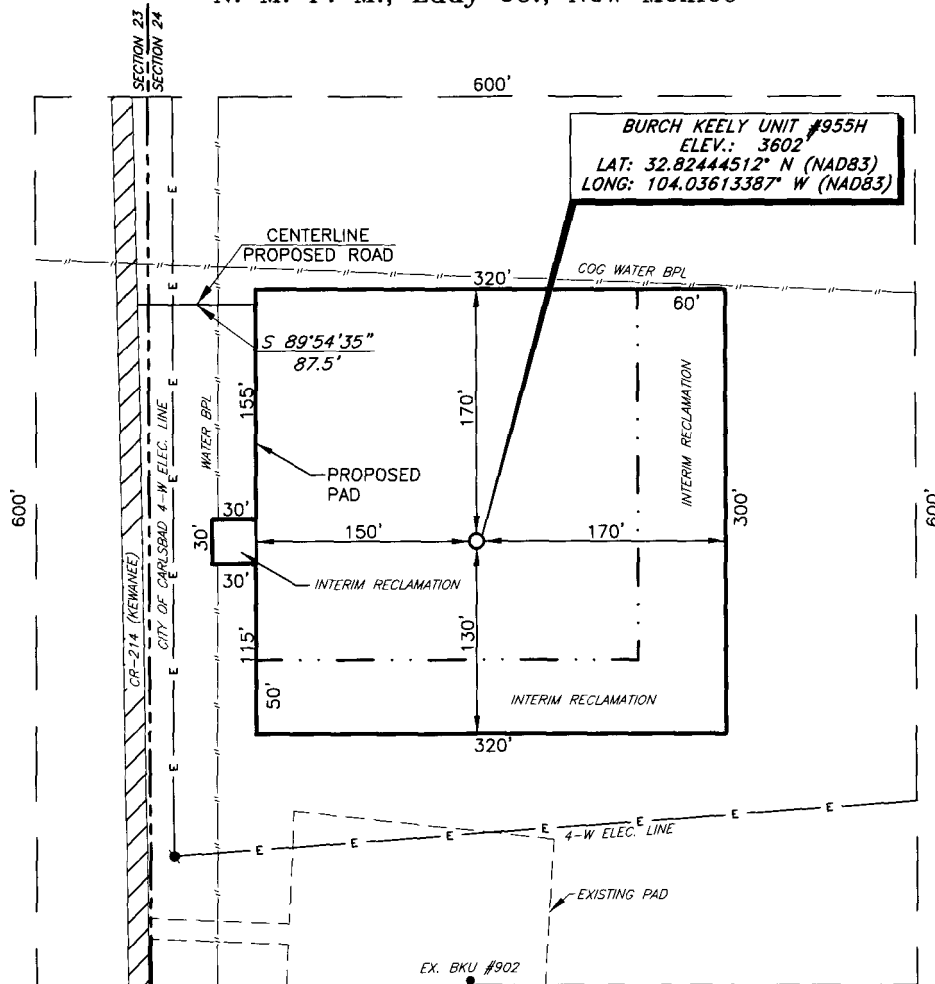 N. M. P. M., Eddy Co., New Mexico
SECTION 23
SECTION 24
600'
BURCH KEELY UNIT #955H
ELEV.: 3602'
LAT: 32.82444512° N (NAD83)
LONG: 104.03613387° W (NAD83)
CENTERLINE
PROPOSED ROAD
COG WATER BPL
320'
60'
S 89°54'35"
87.5'
155'
170'
INTERIM RECLAMATION
WATER BPL
PROPOSED
PAD
600'
30'
30'
30'
150'
170'
300'
600'
INTERIM RECLAMATION
CR-214 (KEWANEE)
CITY OF CARLSBAD 4-W ELEC. LINE
E
E
E
E
E
E
115'
130'
50'
INTERIM RECLAMATION
320'
E
E
E
E
E
E
E
4-W ELEC. LINE
EXISTING PAD
EX. BKU #902